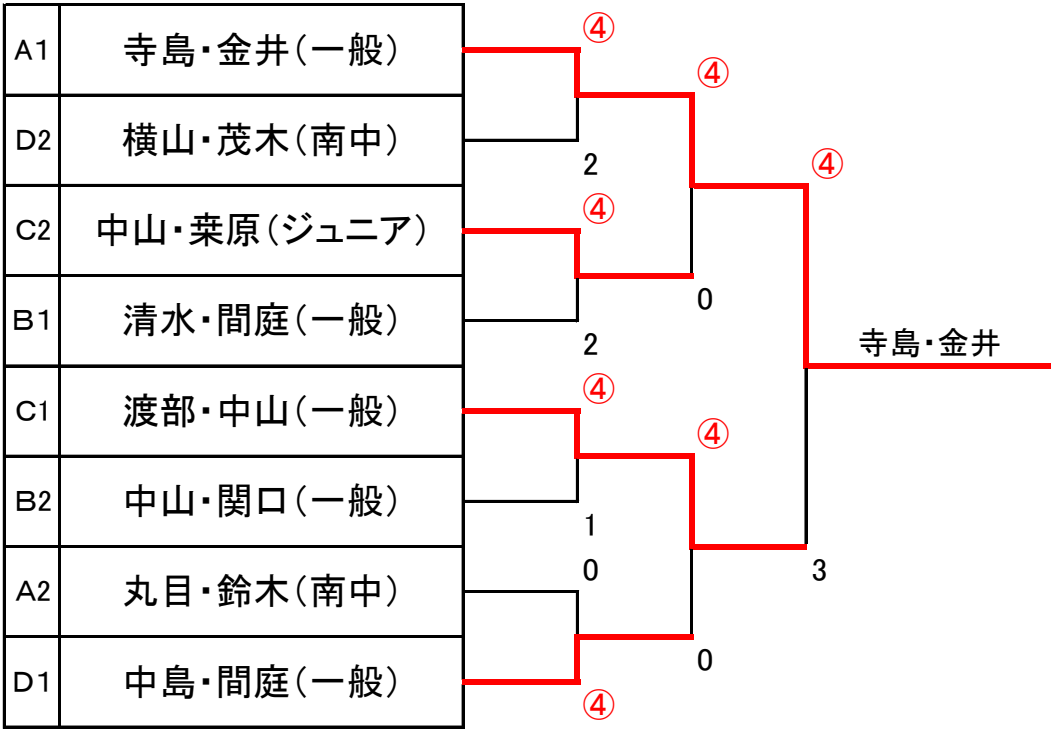 A1 寺島・金井(一般)
D2 横山・茂木(南中)
C2 中山・桒原(ジュニア)
B1 清水・間庭(一般)
C1 渡部・中山(一般)
B2 中山・関口(一般)
A2 丸目・鈴木(南中)
D1 中島・間庭(一般)
④
2
④
2
④
1
0
④
④
0
④
0
④
3
寺島・金井